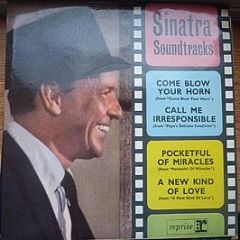 Sinatra
Soundtracks
COME BLOW
YOUR HORN
(from "Come Blow Your Horn")
CALL ME
IRRESPONSIBLE
(from "Papa's Delicate Condition")
POCKETFUL
OF MIRACLES
(from "Pocketful Of Miracles")
A NEW KIND
OF LOVE
(from "A New Kind Of Love")
reprise